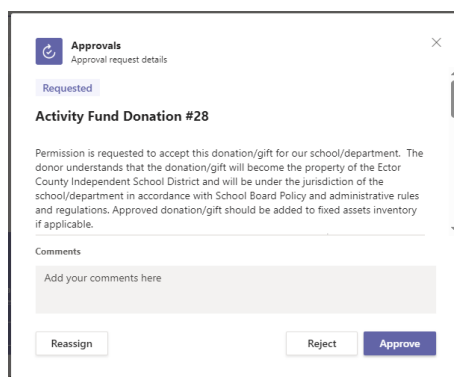 Approvals
Approval request details
Requested
Activity Fund Donation #28
Permission is requested to accept this donation/gift for our school/department.  The
donor understands that the donation/gift will become the property of the Ector
County Independent School District and will be under the jurisdiction of the
school/department in accordance with School Board Policy and administrative rules
and regulations. Approved donation/gift should be added to fixed assets inventory
if applicable.
Comments
Add your comments here
Reassign
Reject
Approve